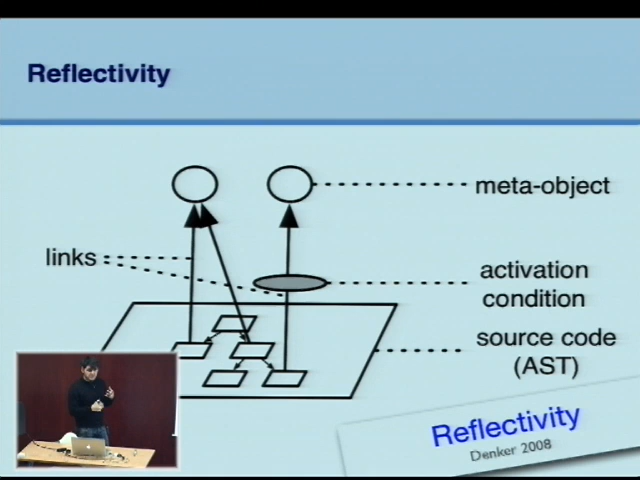 Reflectivity
meta-object
links
activation
condition
source code
(AST)
Reflectivity
Denker 2008